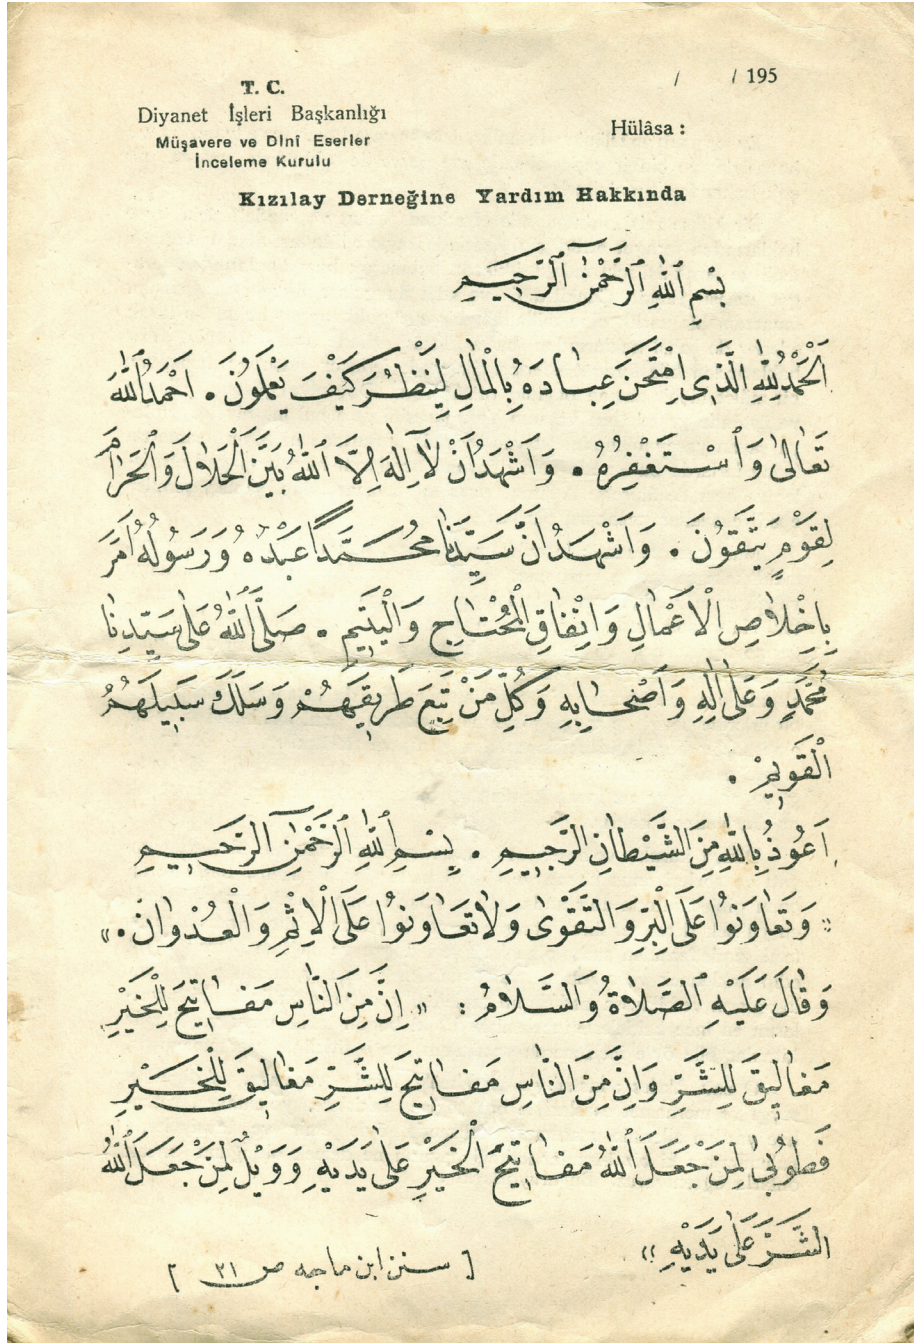 / / 195
T. C.
Diyanet İşleri Başkanlığı
Hülâsa :
Müşavere ve Dinî Eserler
İnceleme Kurulu
Kızılay Derneğine Yardım Hakkında
بِسْمِ اللّٰهِ الرَّحْمٰنِ الرَّحِيمِ
اَلْحَمْدُ لِلّٰهِ الَّذِى امْتَحَنَ عِبَادَهُ بِالْمَالِ لِيَنْظُرَ كَيْفَ يَعْمَلُونَ . اَحْمَدُ اللّٰهَ
تَعَالٰى وَ اَسْتَغْفِرُهُ . وَ اَشْهَدُ اَنْ لَا اِلٰهَ اِلَّا اللّٰهُ بَيَّنَ الْحَلَالَ وَ الْحَرَامَ
لِقَوْمٍ يَتَّقُونَ . وَ اَشْهَدُ اَنَّ سَيِّدَنَا مُحَمَّدًا عَبْدُهُ وَ رَسُولُهُ اَمَرَ
بِاِخْلَاصِ الْاَعْمَالِ وَ اِنْفَاقِ الْمُحْتَاجِ وَ الْيَتِيمِ . صَلَّى اللّٰهُ عَلٰى سَيِّدِنَا
مُحَمَّدٍ وَ عَلٰى اٰلِهِ وَ اَصْحَابِهِ وَ كُلِّ مَنْ تَبِعَ طَرِيقَهُمْ وَ سَلَكَ سَبِيلَهُمُ
الْقَوِيمْ .
اَعُوذُ بِاللّٰهِ مِنَ الشَّيْطَانِ الرَّجِيمِ . بِسْمِ اللّٰهِ الرَّحْمٰنِ الرَّحِيمِ
« وَ تَعَاوَنُوا عَلَى الْبِرِّ وَ التَّقْوٰى وَ لَا تَعَاوَنُوا عَلَى الْاِثْمِ وَ الْعُدْوَانَ . »
وَ قَالَ عَلَيْهِ الصَّلَاةُ وَ السَّلَامُ : « اِنَّ مِنَ النَّاسِ مَفَاتِيحَ لِلْخَيْرِ
مَغَالِيقَ لِلشَّرِّ وَ اِنَّ مِنَ النَّاسِ مَفَاتِيحَ لِلشَّرِّ مَغَالِيقَ لِلْخَيْرِ
فَطُوبٰى لِمَنْ جَعَلَ اللّٰهُ مَفَاتِيحَ الْخَيْرِ عَلٰى يَدَيْهِ وَ وَيْلٌ لِمَنْ جَعَلَ اللّٰهُ
الشَّرَّ عَلٰى يَدَيْهِ »
[ سنن ابن ماجه ص ٢١ ]